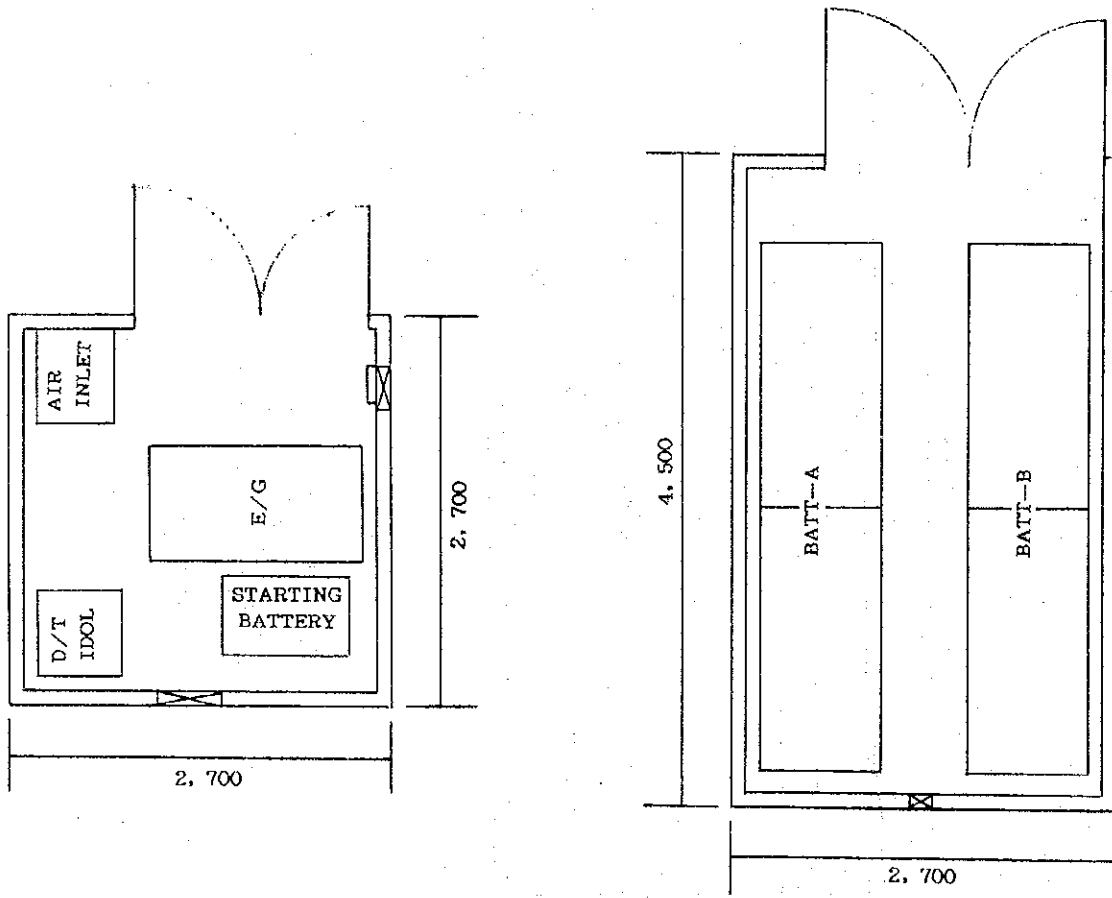 AIR
INLET
E/G
STARTING
BATTERY
D/T
IDOL
2,700
2,700
4,500
BATT-A
BATT-B
2,700